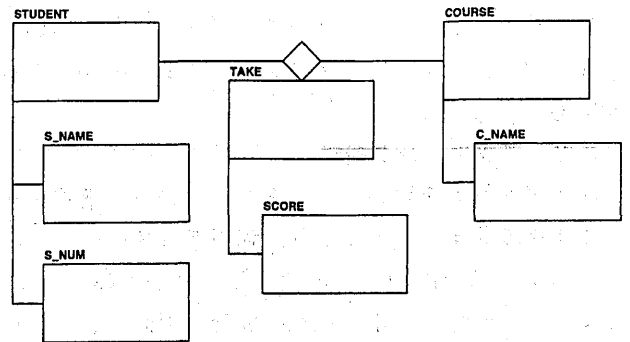 STUDENT
COURSE
TAKE
S_NAME
C_NAME
SCORE
S_NUM